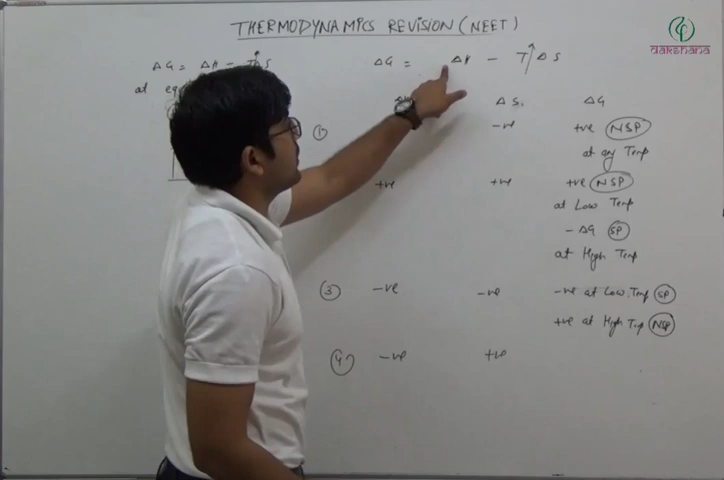 THERMODYNAMICS REVISION (NEET)
dakshana
ΔG = ΔH - TΔS
ΔG = ΔH - T ΔS
at eq
ΔS, ΔG
① -ve +ve NSP
at any Temp
+ve +ve +ve NSP
at Low Temp
- ΔG SP
at High Temp
③ -ve -ve -ve at Low Temp SP
+ve at High Tmp NSP
④ -ve +ve